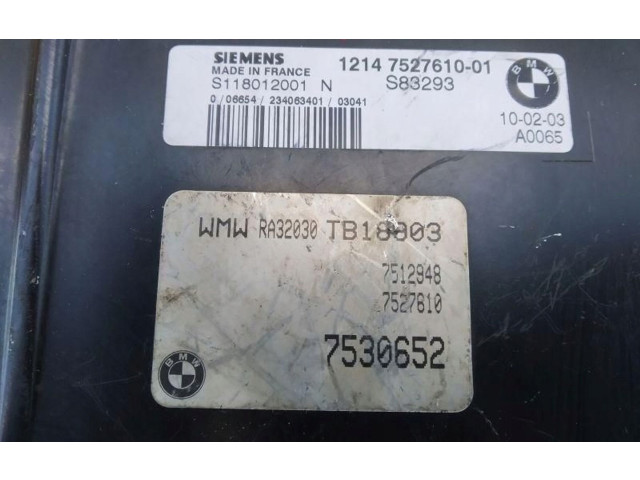 SIEMENS
MADE IN FRANCE
S118012001 N
0 / 06654 / 234063401 / 03041
1214 7527610-01
S83293
BMW
10-02-03
A0065
WMW RA32030 TB18803
7512948
7527610
7530652
BMW